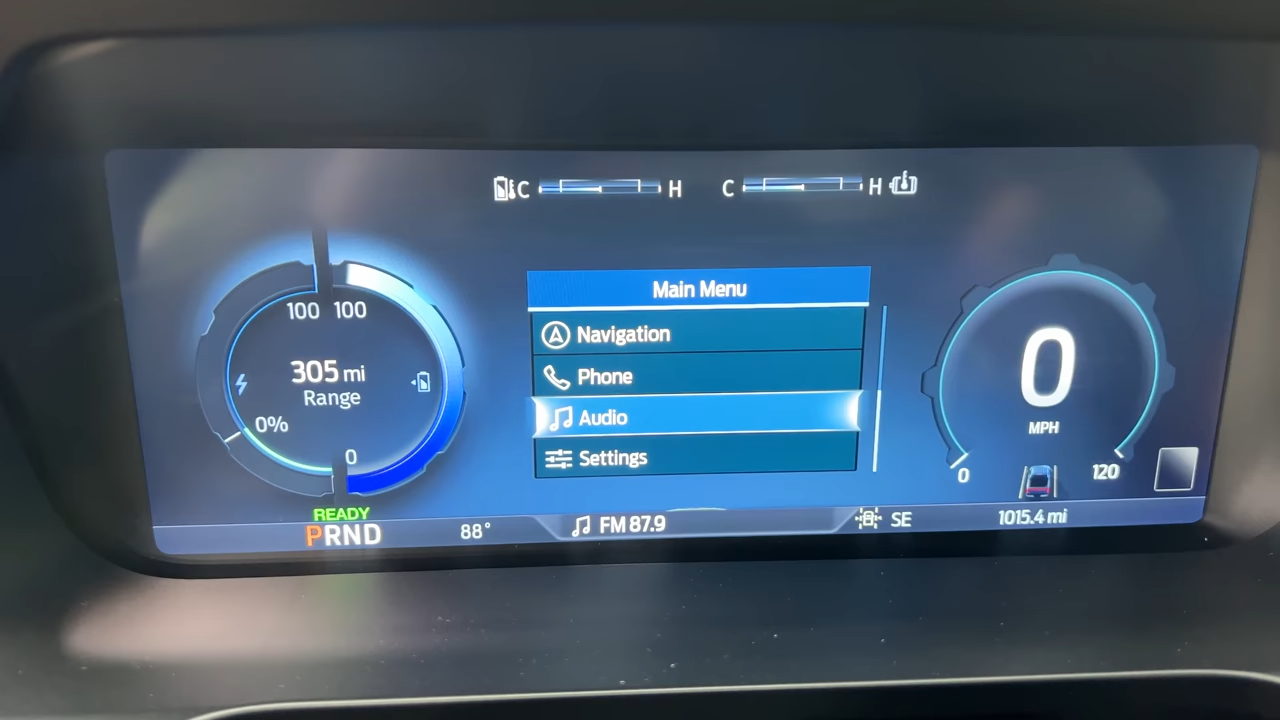 C H C H
Main Menu
Navigation
Phone
Audio
Settings
100 100
305 mi
Range
0%
0
READY
PRND
88°
FM 87.9
SE
0
MPH
0 120
1015.4 mi